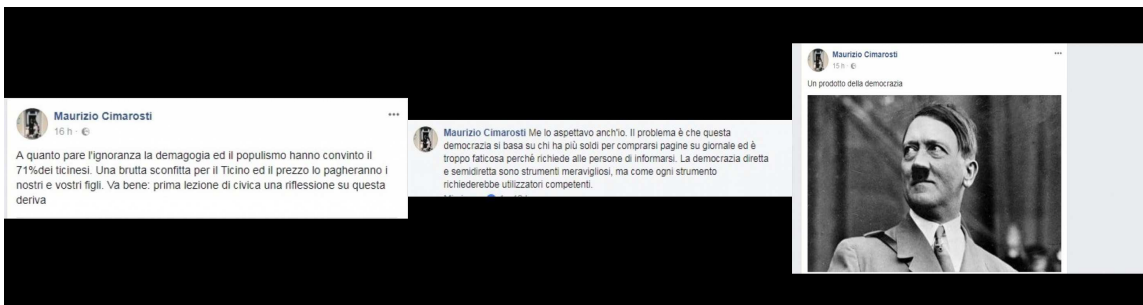 Maurizio Cimarosti
16 h ·
A quanto pare l'ignoranza la demagogia ed il populismo hanno convinto il
71%dei ticinesi. Una brutta sconfitta per il Ticino ed il prezzo lo pagheranno i
nostri e vostri figli. Va bene: prima lezione di civica una riflessione su questa
deriva
Maurizio Cimarosti Me lo aspettavo anch'io. Il problema è che questa
democrazia si basa su chi ha più soldi per comprarsi pagine su giornale ed è
troppo faticosa perchè richiede alle persone di informarsi. La democrazia diretta
e semidiretta sono strumenti meravigliosi, ma come ogni strumento
richiederebbe utilizzatori competenti.
Maurizio Cimarosti
15 h ·
Un prodotto della democrazia